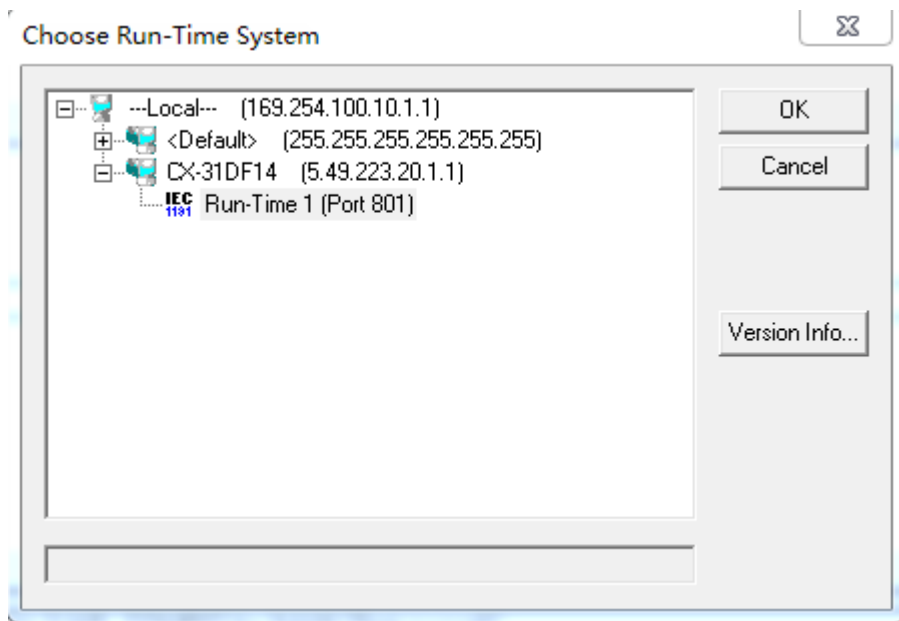 Choose Run-Time System
---Local--- (169.254.100.10.1.1)
<Default> (255.255.255.255.255.255)
CX-31DF14 (5.49.223.20.1.1)
IEC
1131
Run-Time 1 (Port 801)
OK
Cancel
Version Info...